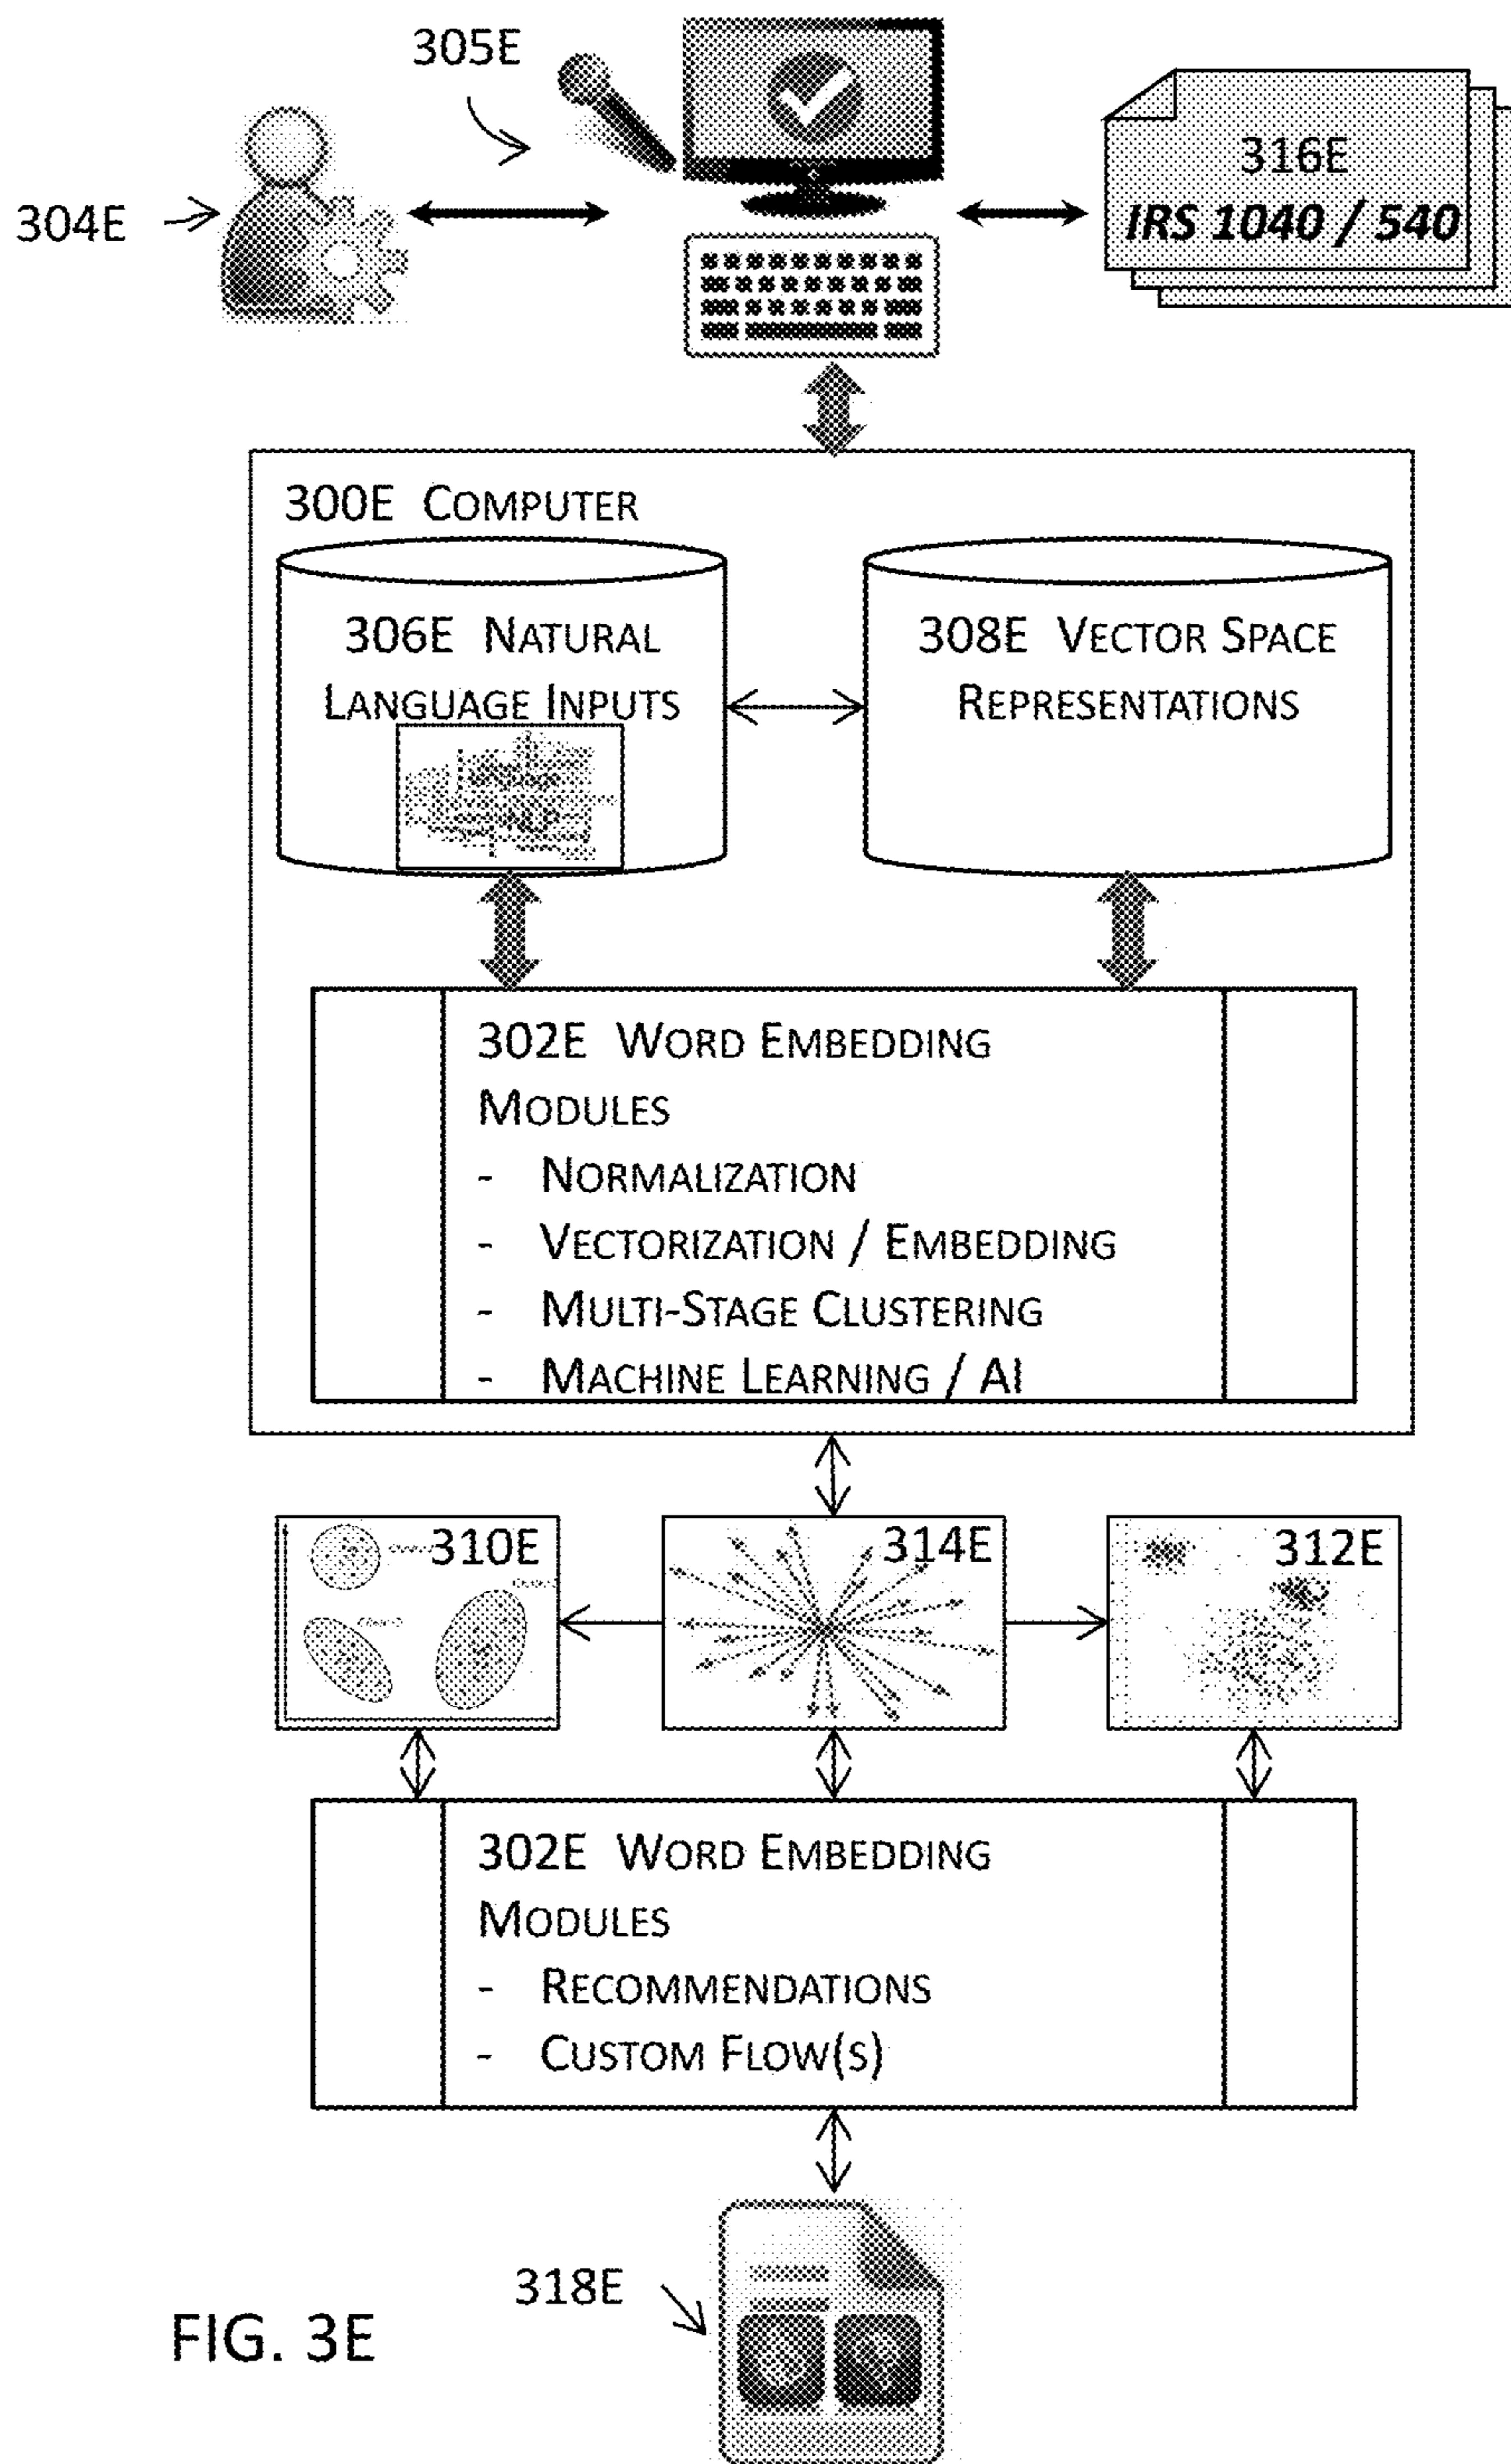 305E
304E
316E
IRS 1040 / 540
300E COMPUTER
306E NATURAL
LANGUAGE INPUTS
308E VECTOR SPACE
REPRESENTATIONS
302E WORD EMBEDDING
MODULES
- NORMALIZATION
- VECTORIZATION / EMBEDDING
- MULTI-STAGE CLUSTERING
- MACHINE LEARNING / AI
310E
314E
312E
302E WORD EMBEDDING
MODULES
- RECOMMENDATIONS
- CUSTOM FLOW(S)
318E
FIG. 3E